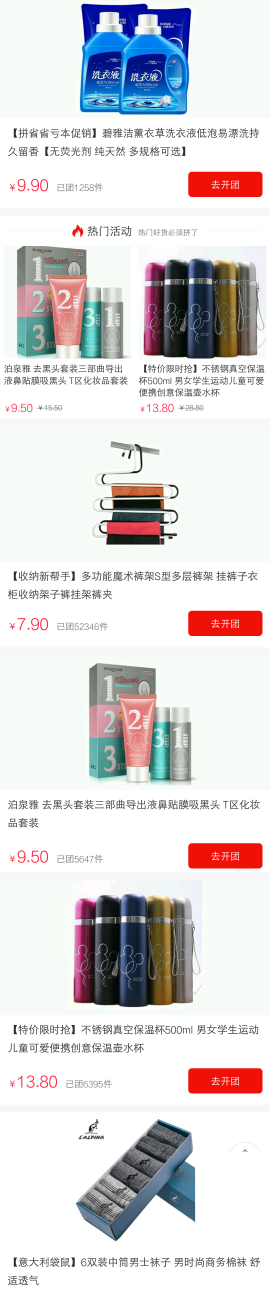 洗衣液
【拼省省亏本促销】碧雅洁薰衣草洗衣液低泡易漂洗持
久留香【无荧光剂 纯天然 多规格可选】
¥9.90 已团1258件 去开团
热门活动 热门好货必须拼了
泊泉雅 去黑头套装三部曲导出
液鼻贴膜吸黑头 T区化妆品套装
¥9.50 ¥15.50
【特价限时抢】不锈钢真空保温
杯500ml 男女学生运动儿童可爱
便携创意保温壶水杯
¥13.80 ¥28.80
【收纳新帮手】多功能魔术裤架S型多层裤架 挂裤子衣
柜收纳架子裤挂架裤夹
¥7.90 已团52346件 去开团
泊泉雅 去黑头套装三部曲导出液鼻贴膜吸黑头 T区化妆
品套装
¥9.50 已团5647件 去开团
【特价限时抢】不锈钢真空保温杯500ml 男女学生运动
儿童可爱便携创意保温壶水杯
¥13.80 已团6395件 去开团
L'ALPINA
【意大利袋鼠】6双装中筒男士袜子 男时尚商务棉袜 舒
适透气